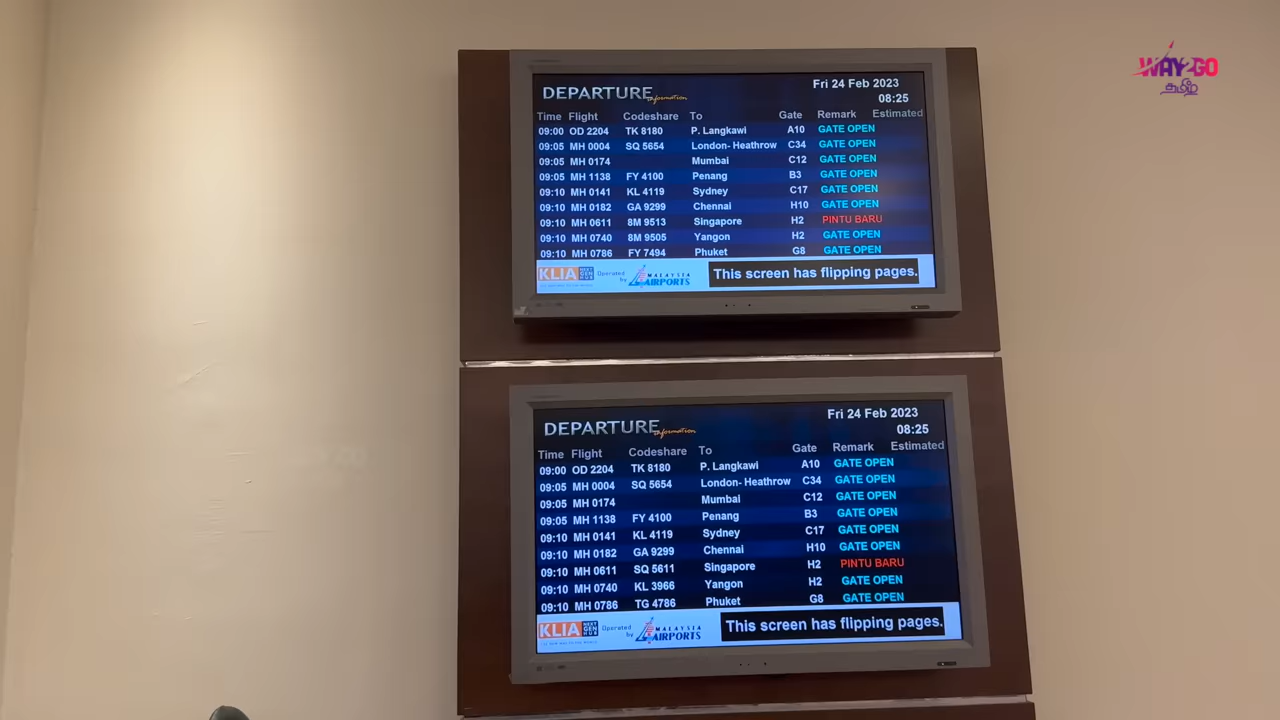 WAY2GO
தமிழ்
Fri 24 Feb 2023
DEPARTURE information
08:25
Time Flight Codeshare To Gate Remark Estimated
09:00 OD 2204 TK 8180 P. Langkawi A10 GATE OPEN
09:05 MH 0004 SQ 5654 London- Heathrow C34 GATE OPEN
09:05 MH 0174 Mumbai C12 GATE OPEN
09:05 MH 1138 FY 4100 Penang B3 GATE OPEN
09:10 MH 0141 KL 4119 Sydney C17 GATE OPEN
09:10 MH 0182 GA 9299 Chennai H10 GATE OPEN
09:10 MH 0611 8M 9513 Singapore H2 PINTU BARU
09:10 MH 0740 8M 9505 Yangon H2 GATE OPEN
09:10 MH 0786 FY 7494 Phuket G8 GATE OPEN
KLIA NEXT GEN HUB Operated by MALAYSIA AIRPORTS This screen has flipping pages.
Fri 24 Feb 2023
DEPARTURE information
08:25
Time Flight Codeshare To Gate Remark Estimated
09:00 OD 2204 TK 8180 P. Langkawi A10 GATE OPEN
09:05 MH 0004 SQ 5654 London- Heathrow C34 GATE OPEN
09:05 MH 0174 Mumbai C12 GATE OPEN
09:05 MH 1138 FY 4100 Penang B3 GATE OPEN
09:10 MH 0141 KL 4119 Sydney C17 GATE OPEN
09:10 MH 0182 GA 9299 Chennai H10 GATE OPEN
09:10 MH 0611 SQ 5611 Singapore H2 PINTU BARU
09:10 MH 0740 KL 3966 Yangon H2 GATE OPEN
09:10 MH 0786 TG 4786 Phuket G8 GATE OPEN
KLIA NEXT GEN HUB Operated by MALAYSIA AIRPORTS This screen has flipping pages.